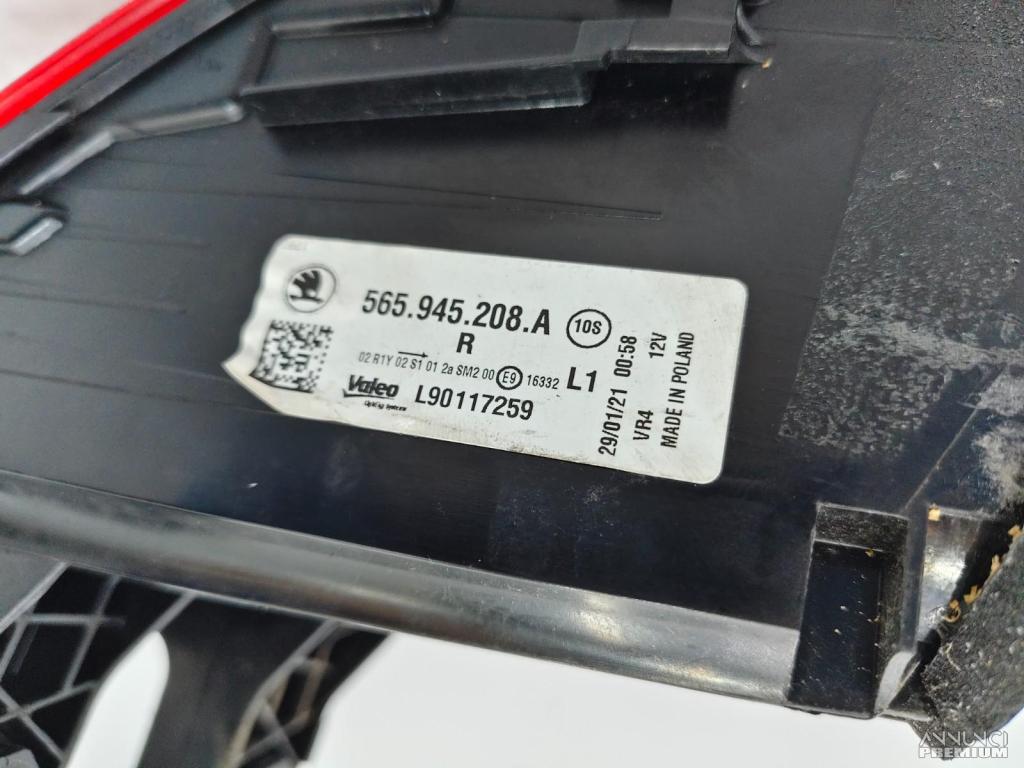 565.945.208.A 10S
R
02 R1Y 02 S1 01 2a SM2 00 E9 16332 L1
Valeo L90117259
29/01/21 00:58
VR4 12V
MADE IN POLAND
ANNUNCI
PREMIUM